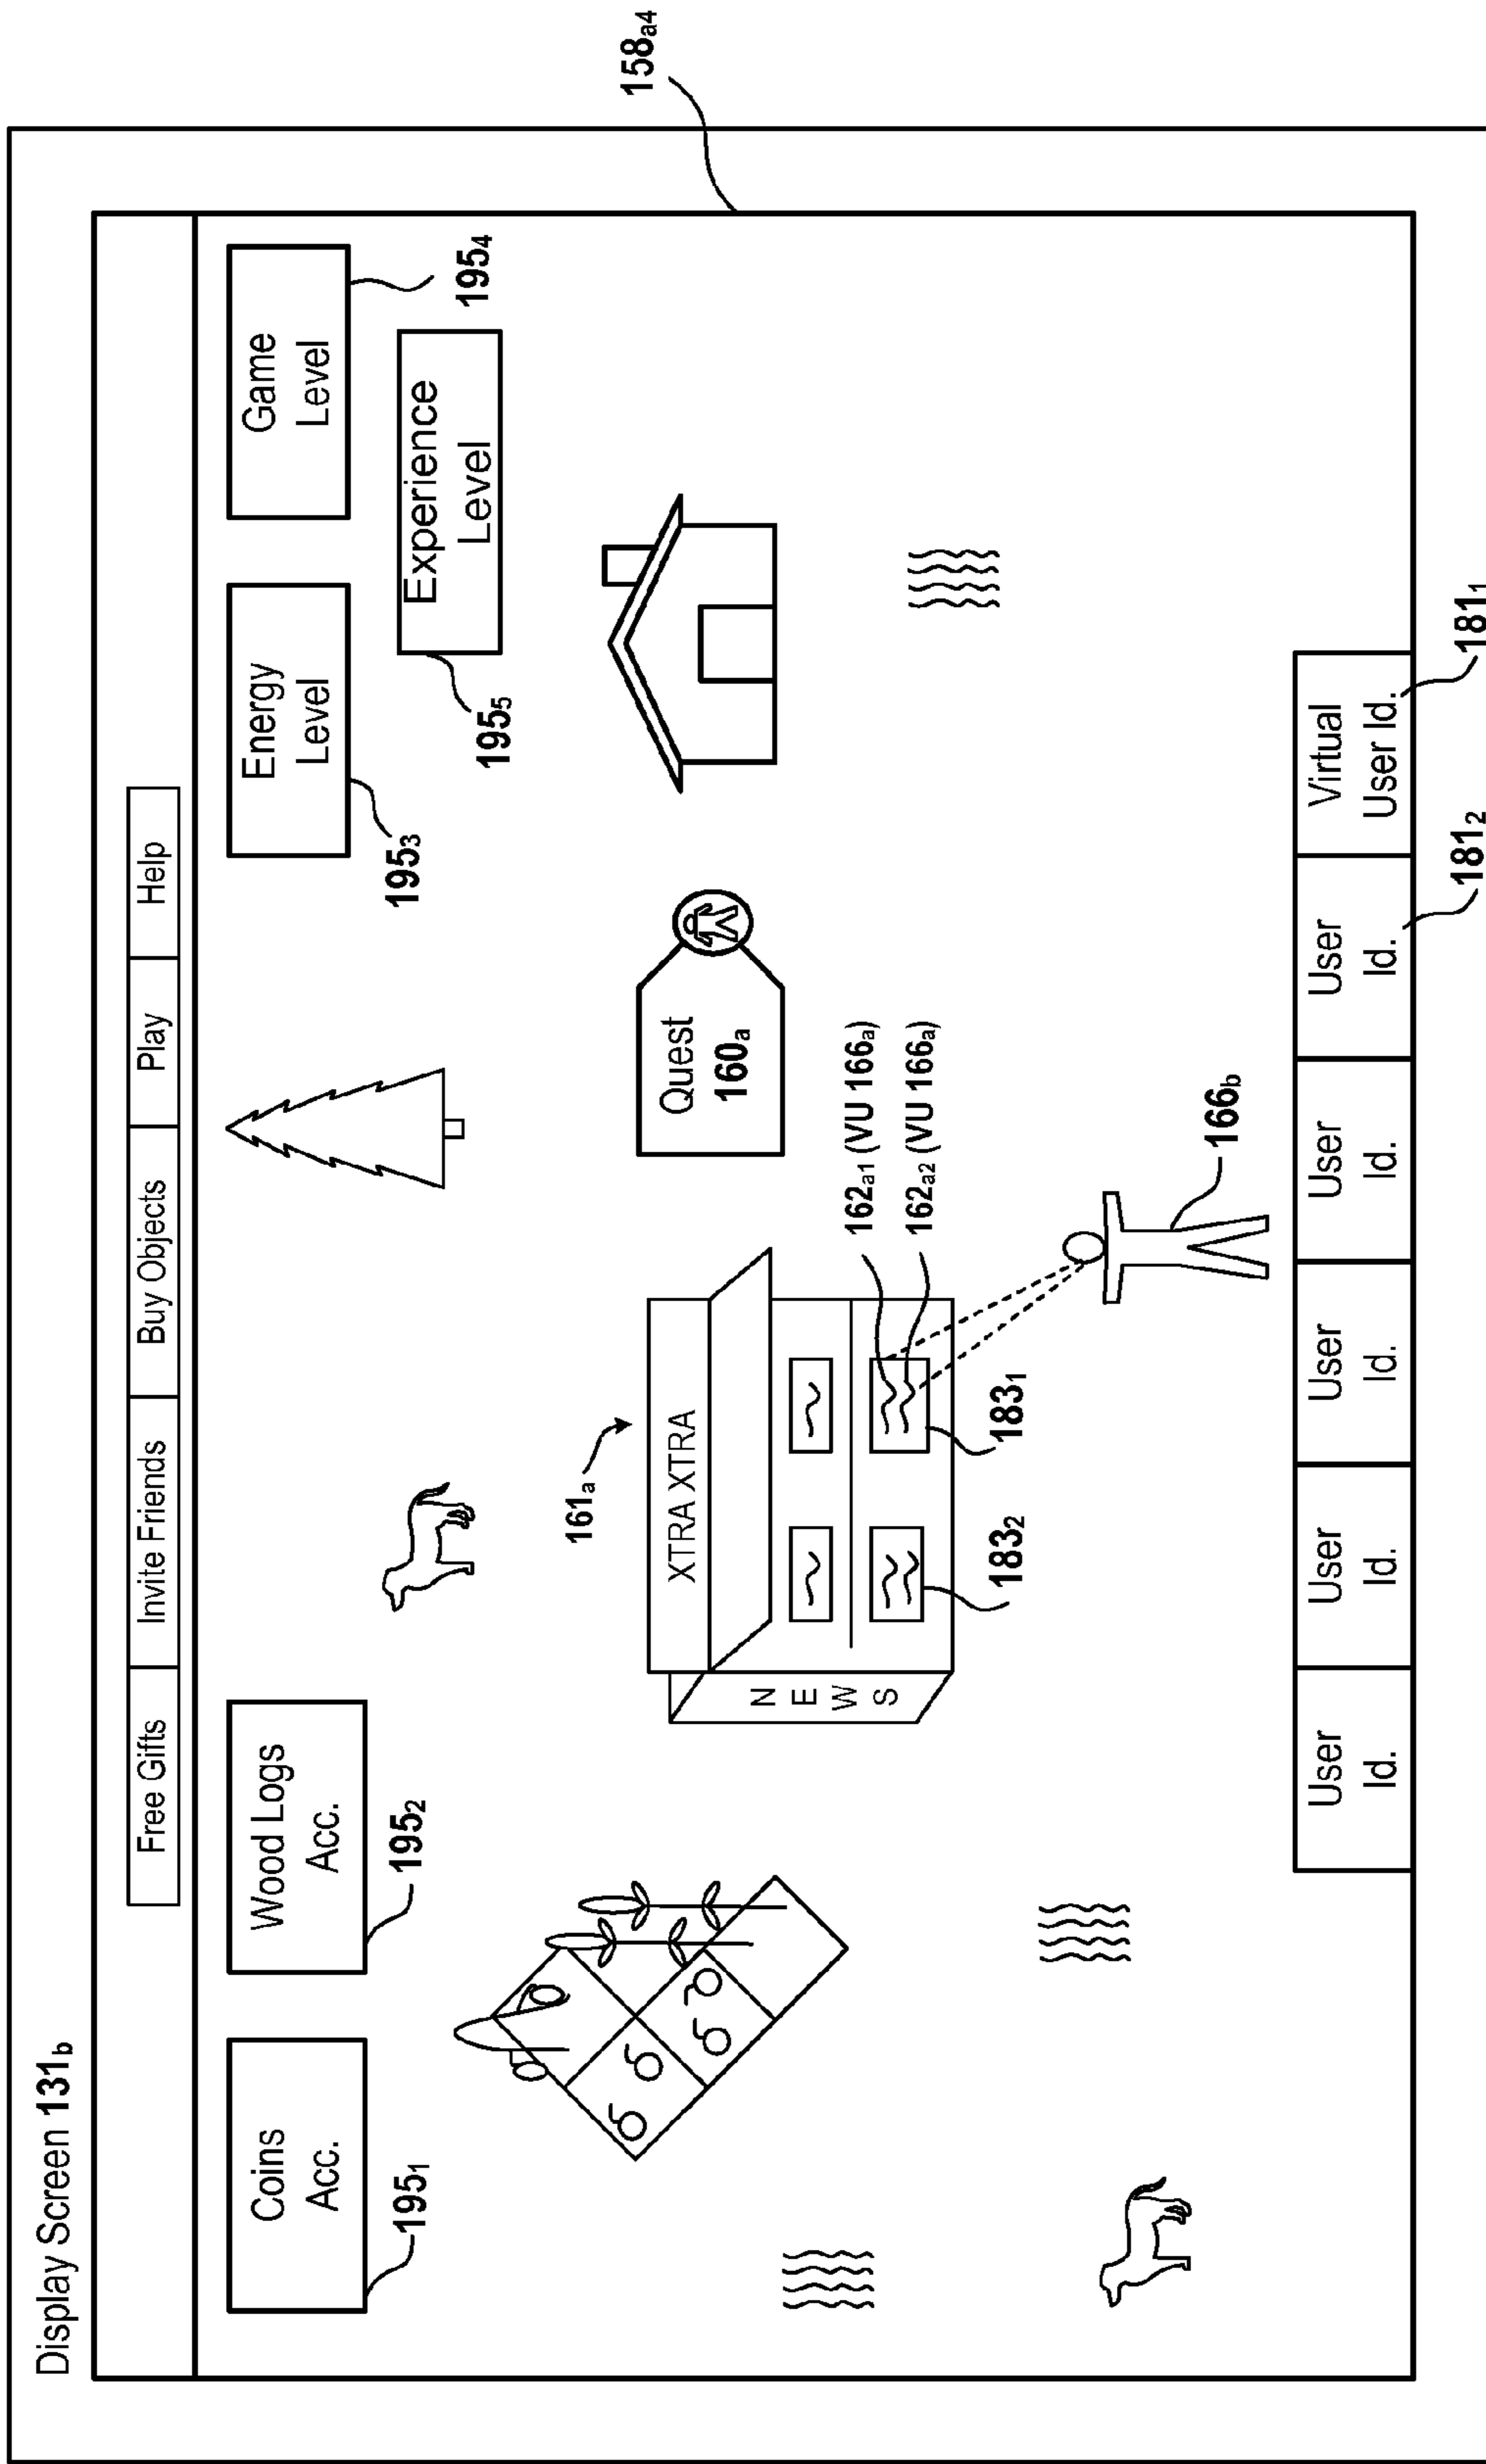 Display Screen 131b
Free Gifts Invite Friends Buy Objects Play Help
Coins
Acc.
1951
Wood Logs
Acc.
1952
Energy
Level
1953
Game
Level
1954
Experience
Level
1955
158a4
161a
XTRA XTRA
N
E
W
S
1832
1831
Quest
160a
162a1 (VU 166a)
162a2 (VU 166a)
166b
User
Id.
User
Id.
User
Id.
User
Id.
User
Id.
Virtual
User Id.
1812
1811